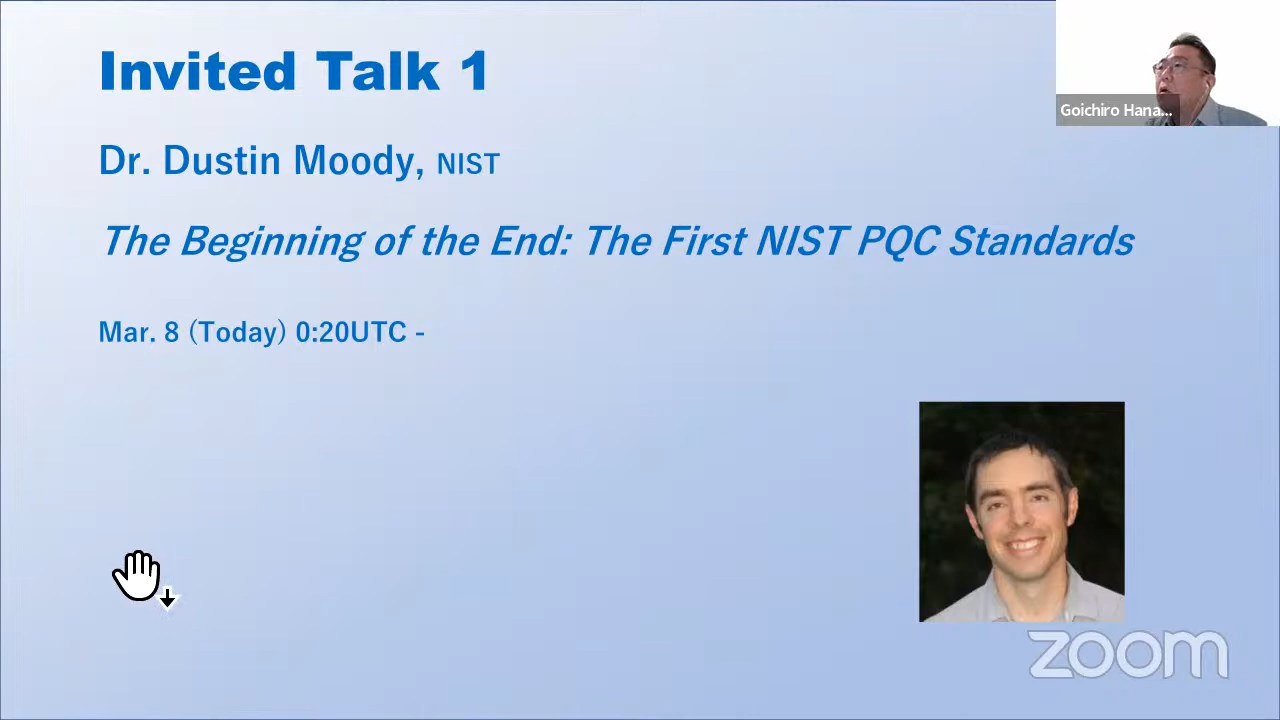 Invited Talk 1
Goichiro Hana...
Dr. Dustin Moody, NIST
The Beginning of the End: The First NIST PQC Standards
Mar. 8 (Today) 0:20UTC -
zoom